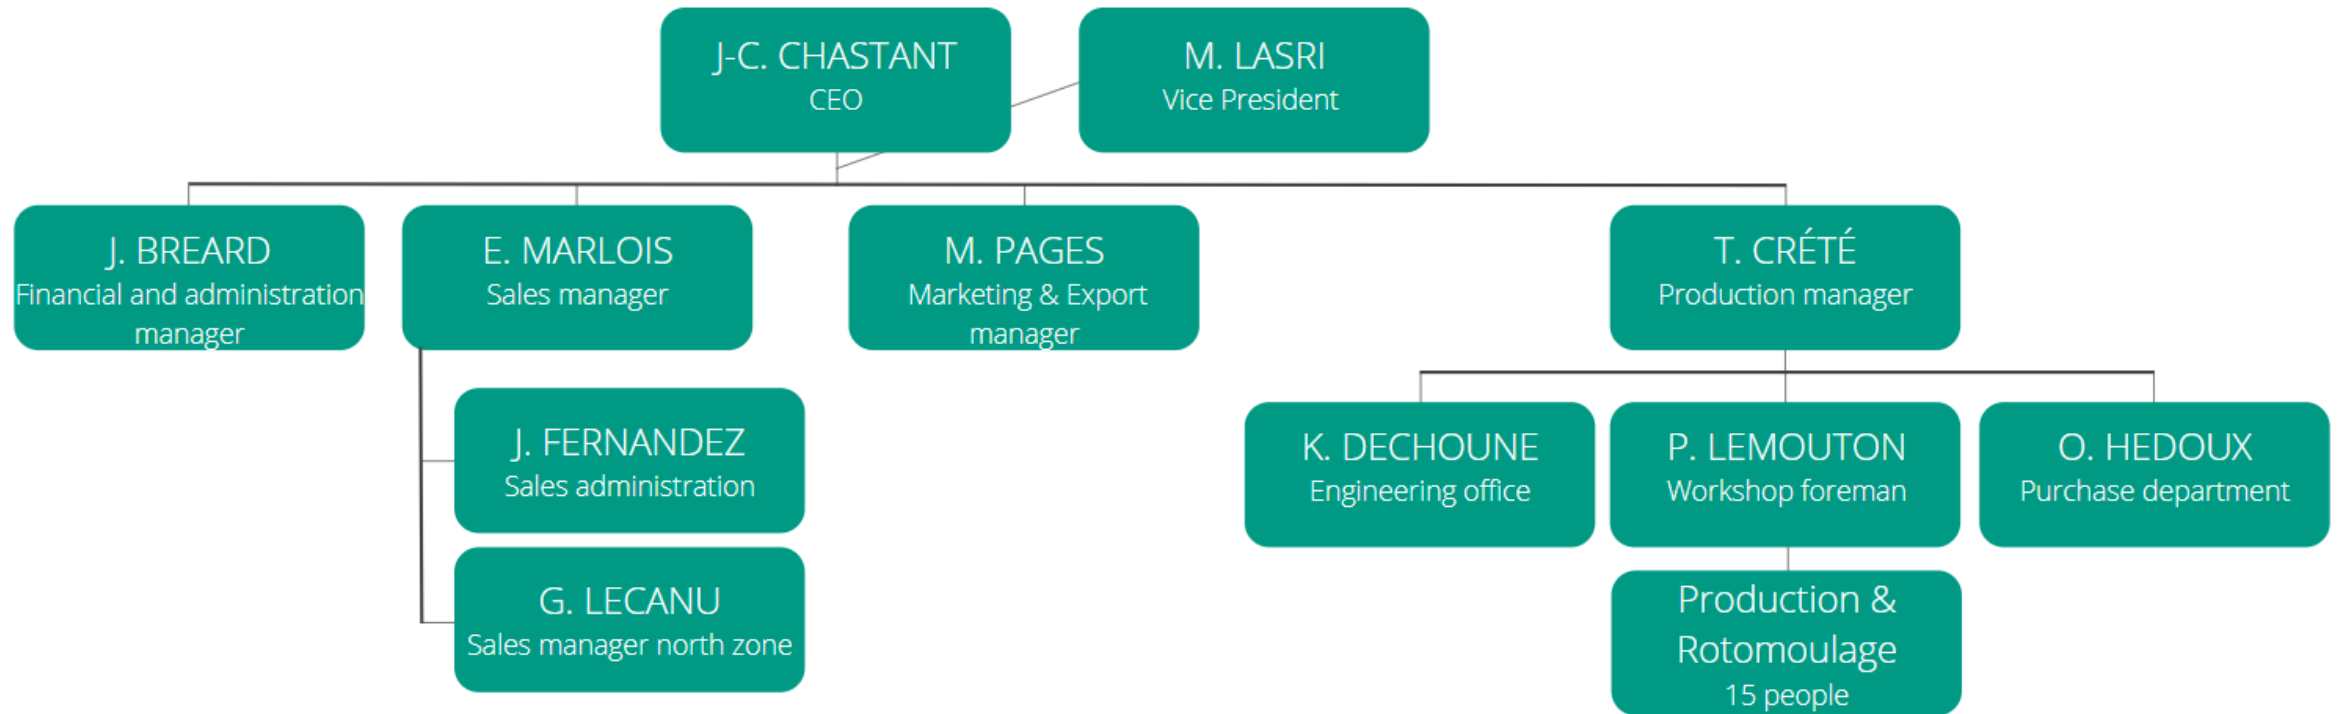 J-C. CHASTANT
CEO
M. LASRI
Vice President
J. BREARD
Financial and administration
manager
E. MARLOIS
Sales manager
M. PAGES
Marketing & Export
manager
T. CRÉTÉ
Production manager
J. FERNANDEZ
Sales administration
G. LECANU
Sales manager north zone
K. DECHOUNE
Engineering office
P. LEMOUTON
Workshop foreman
O. HEDOUX
Purchase department
Production &
Rotomoulage
15 people